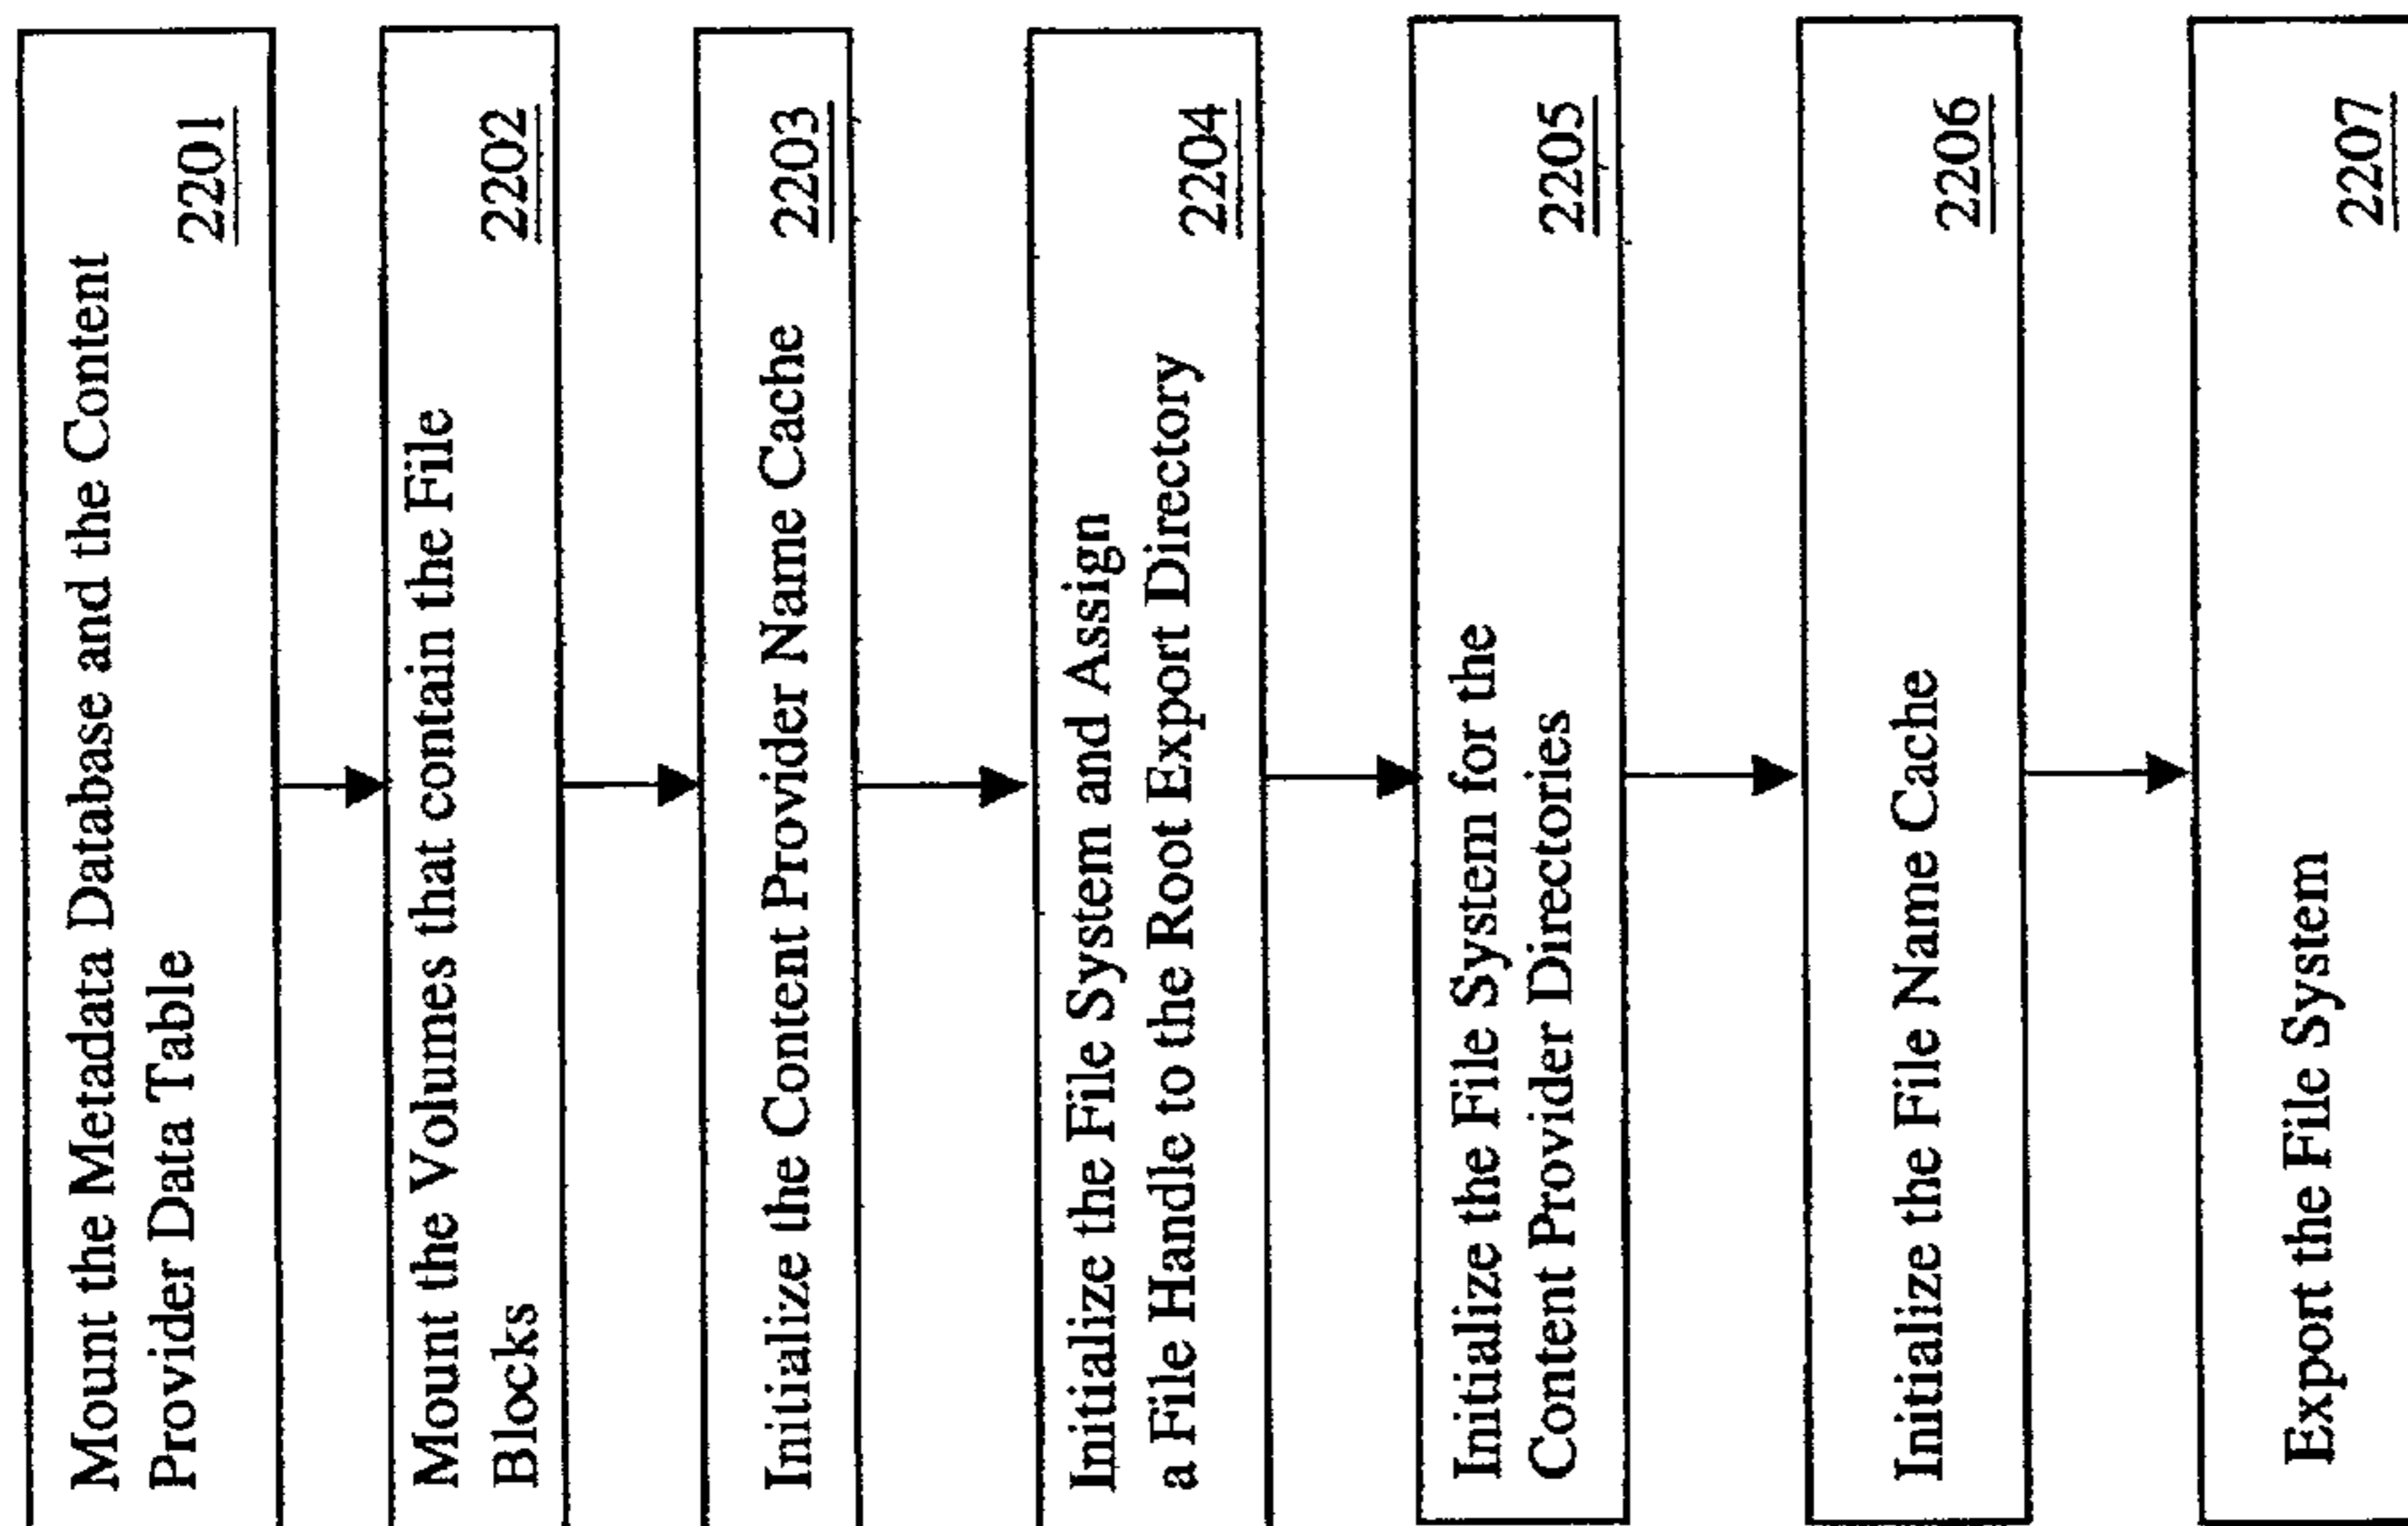 Mount the Metadata Database and the Content
Provider Data Table
2201
Mount the Volumes that contain the File
Blocks
2202
Initialize the Content Provider Name Cache
2203
Initialize the File System and Assign
a File Handle to the Root Export Directory
2204
Initialize the File System for the
Content Provider Directories
2205
Initialize the File Name Cache
2206
Export the File System
2207